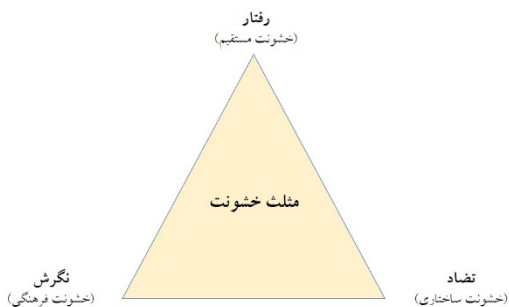 رفتار
(خشونت مستقیم)
مثلث خشونت
تضاد
(خشونت ساختاری)
نگرش
(خشونت فرهنگی)